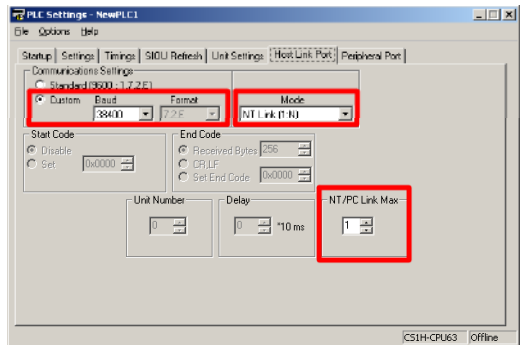 PLC Settings - NewPLC1
File Options Help
Startup Settings Timings SIOU Refresh Unit Settings Host Link Port Peripheral Port
Communications Settings
Standard (9600 ; 1,7,2,E)
Custom Baud Format Mode
38400 7,2,E NT Link (1:N)
Start Code End Code
Disable Received Bytes 256
Set 0x0000 CR,LF
Set End Code 0x0000
Unit Number Delay NT/PC Link Max
0 0 *10 ms 1
CS1H-CPU63 Offline